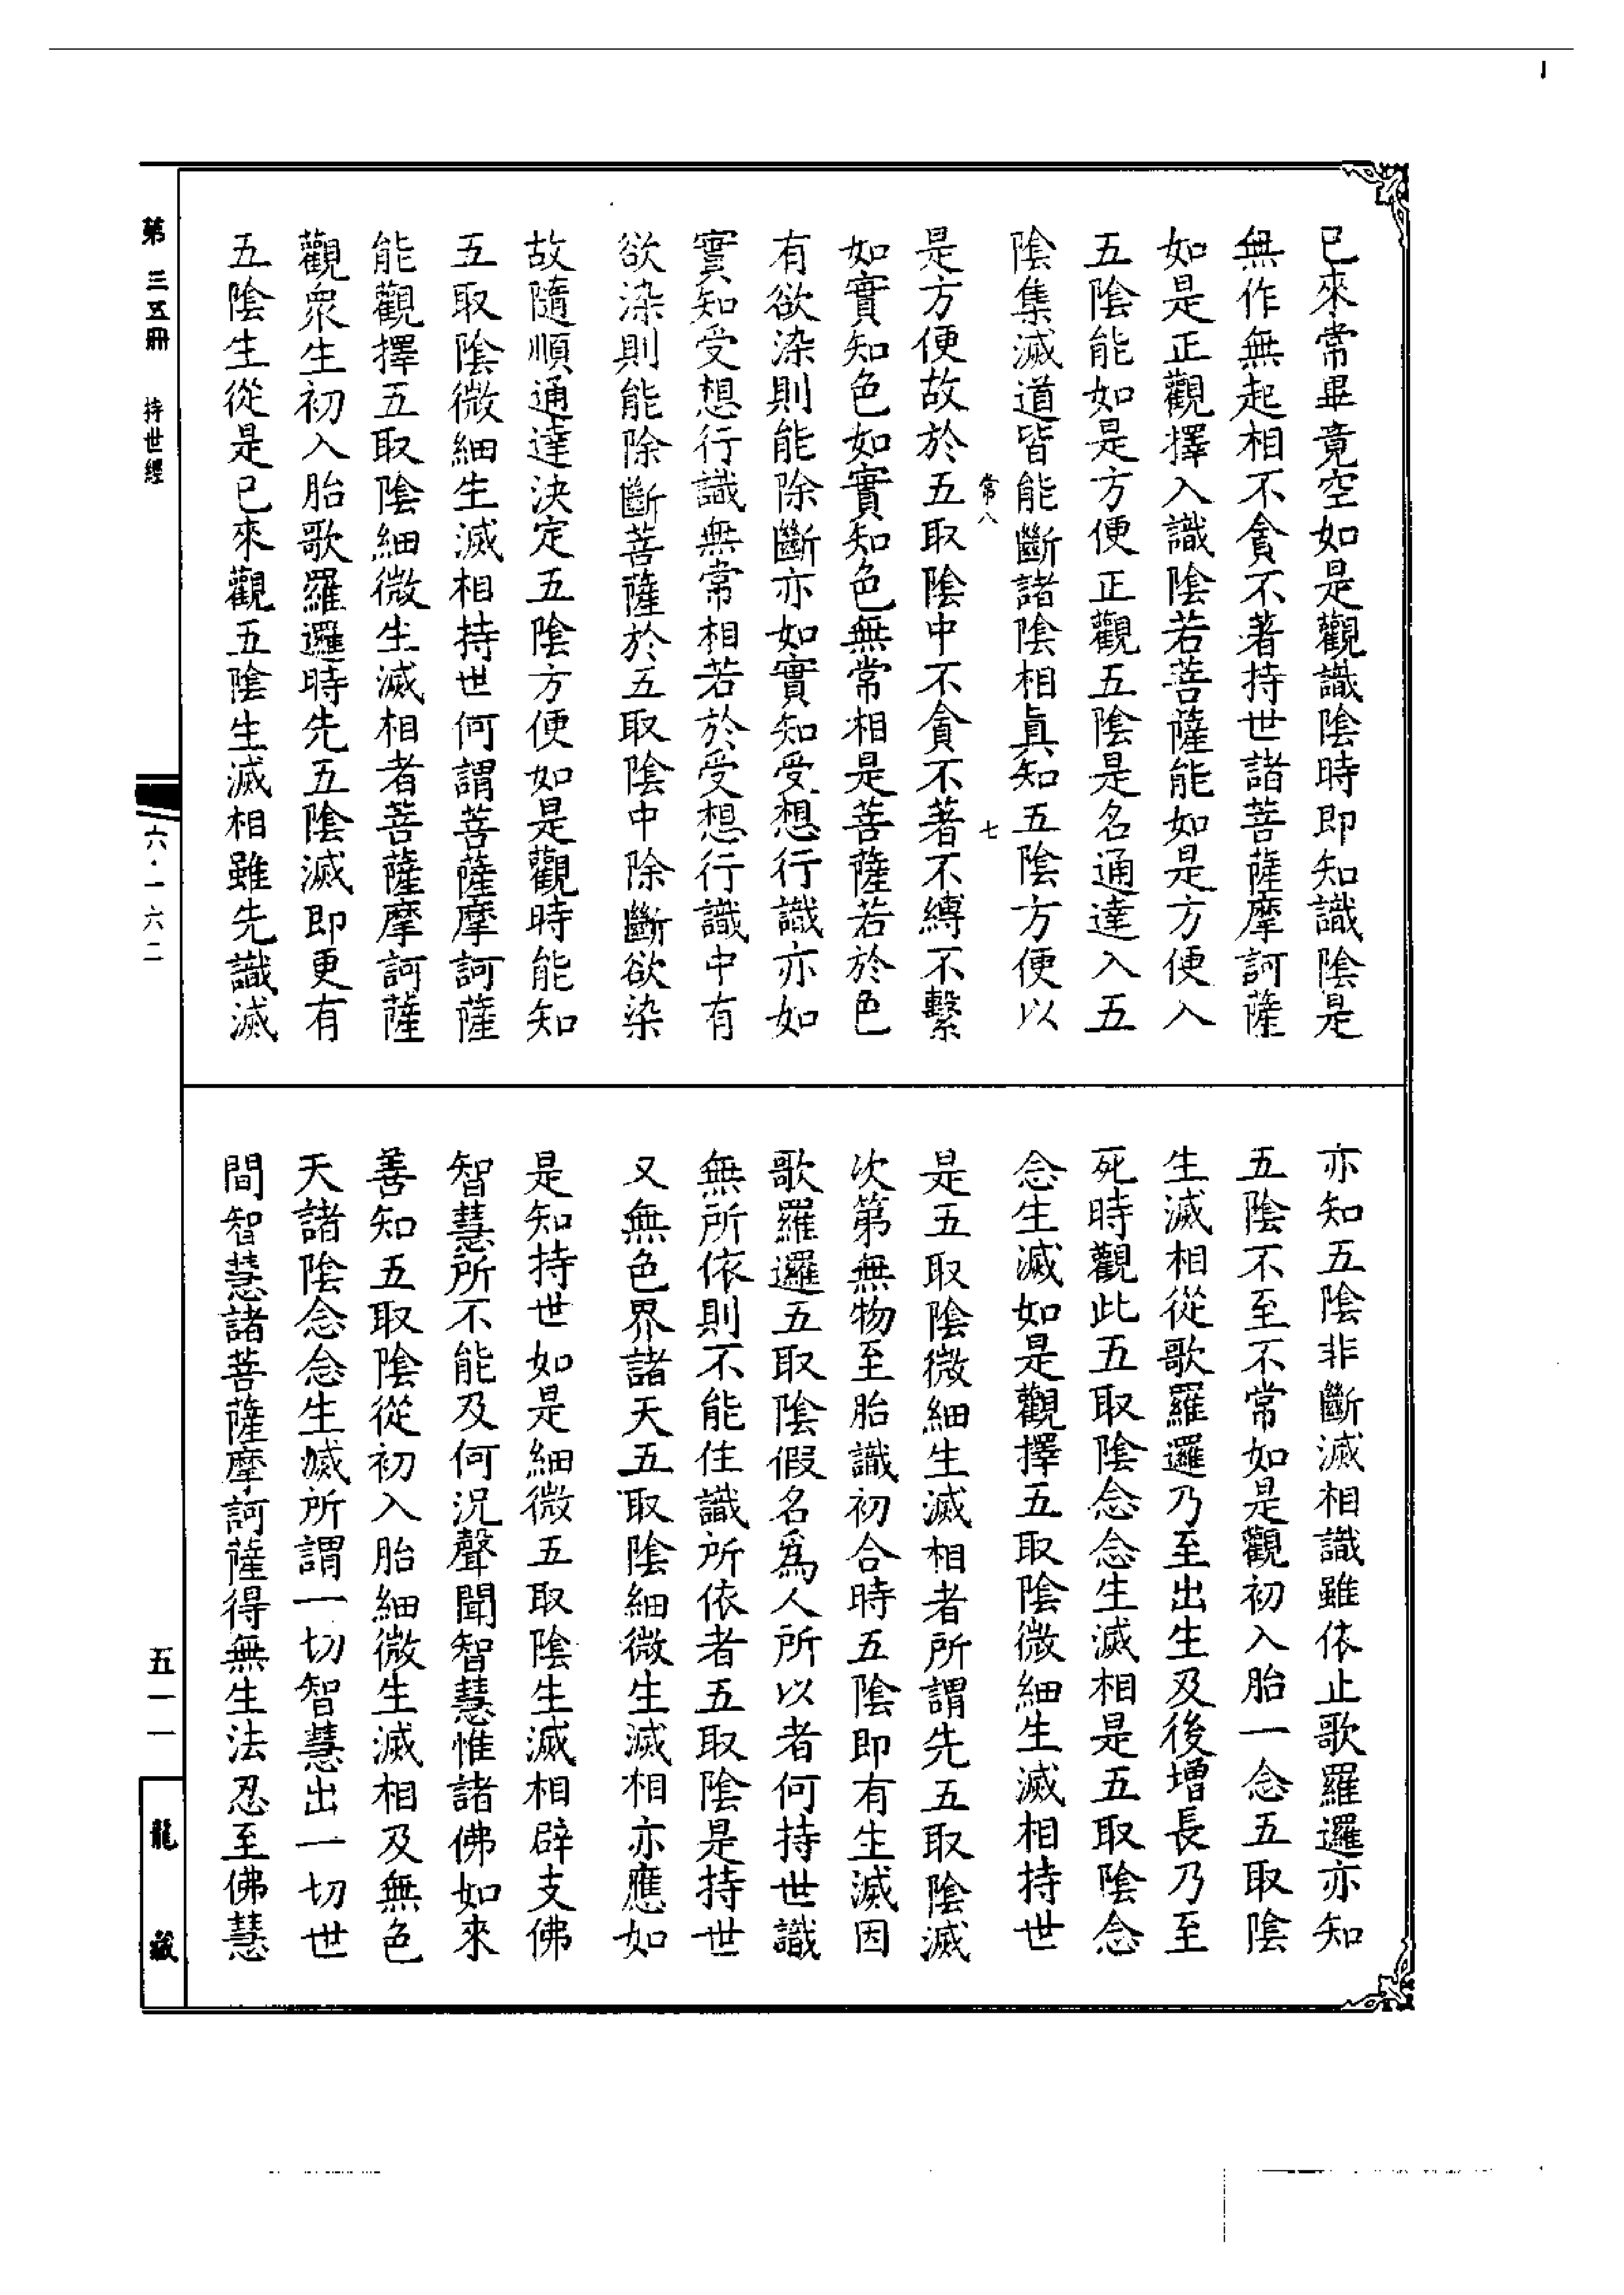 已來常畢竟空如是觀識陰時即知識陰是
無作無起相不貪不著持世諸菩薩摩訶薩
如是正觀擇入識陰若菩薩能如是方便入
五陰能如是方便正觀五陰是名通達入五
陰集滅道皆能斷諸陰相真知五陰方便以
常八 七
是方便故於五取陰中不貪不著不縛不繫
如實知色如實知色無常相是菩薩若於色
有欲染則能除斷亦如實知受想行識亦如
實知受想行識無常相若於受想行識中有
欲染則能除斷菩薩於五取陰中除斷欲染
故隨順通達決定五陰方便如是觀時能知
五取陰微細生滅相持世何謂菩薩摩訶薩
能觀擇五取陰細微生滅相者菩薩摩訶薩
觀眾生初入胎歌羅邏時先五陰滅即更有
五陰生從是已來觀五陰生滅相雖先識滅
亦知五陰非斷滅相識雖依止歌羅邏亦知
五陰不至不常如是觀初入胎一念五取陰
生滅相從歌羅邏乃至出生及後增長乃至
死時觀此五取陰念念生滅相是五取陰念
念生滅如是觀擇五取陰微細生滅相持世
是五取陰微細生滅相者所謂先五取陰滅
次第無物至胎識初合時五陰即有生滅因
歌羅邏五取陰假名為人所以者何持世識
無所依則不能住識所依者五取陰是持世
又無色界諸天五取陰細微生滅相亦應如
是知持世如是細微五取陰生滅相辟支佛
智慧所不能及何況聲聞智慧惟諸佛如來
善知五取陰從初入胎細微生滅相及無色
天諸陰念念生滅所謂一切智慧出一切世
間智慧諸菩薩摩訶薩得無生法忍至佛慧
第三五冊 持世經
六·一六二
五一一
龍藏
1